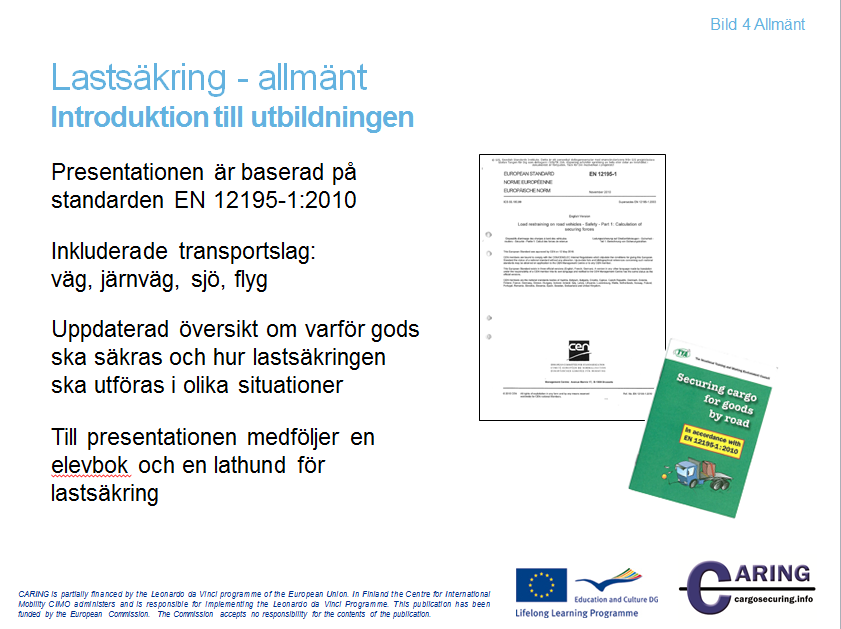 Bild 4 Allmänt
Lastsäkring - allmänt
Introduktion till utbildningen
Presentationen är baserad på
standarden EN 12195-1:2010
Inkluderade transportslag:
väg, järnväg, sjö, flyg
Uppdaterad översikt om varför gods
ska säkras och hur lastsäkringen
ska utföras i olika situationer
Till presentationen medföljer en
elevbok och en lathund för
lastsäkring
EUROPEAN STANDARD
EN 12195-1
NORME EUROPÉENNE
EUROPÄISCHE NORM
November 2010
English Version
Load restraining on road vehicles - Safety - Part 1: Calculation of
securing forces
cen
TYA
Securing cargo
for goods
by road
In accordance with
EN 12195-1:2010
CARING is partially financed by the Leonardo da Vinci programme of the European Union. In Finland the Centre for International
Mobility CIMO administers and is responsible for implementing the Leonardo da Vinci Programme. This publication has been
funded by the European Commission. The Commission accepts no responsibility for the contents of the publication.
Education and Culture DG
Lifelong Learning Programme
CARING
cargosecuring.info